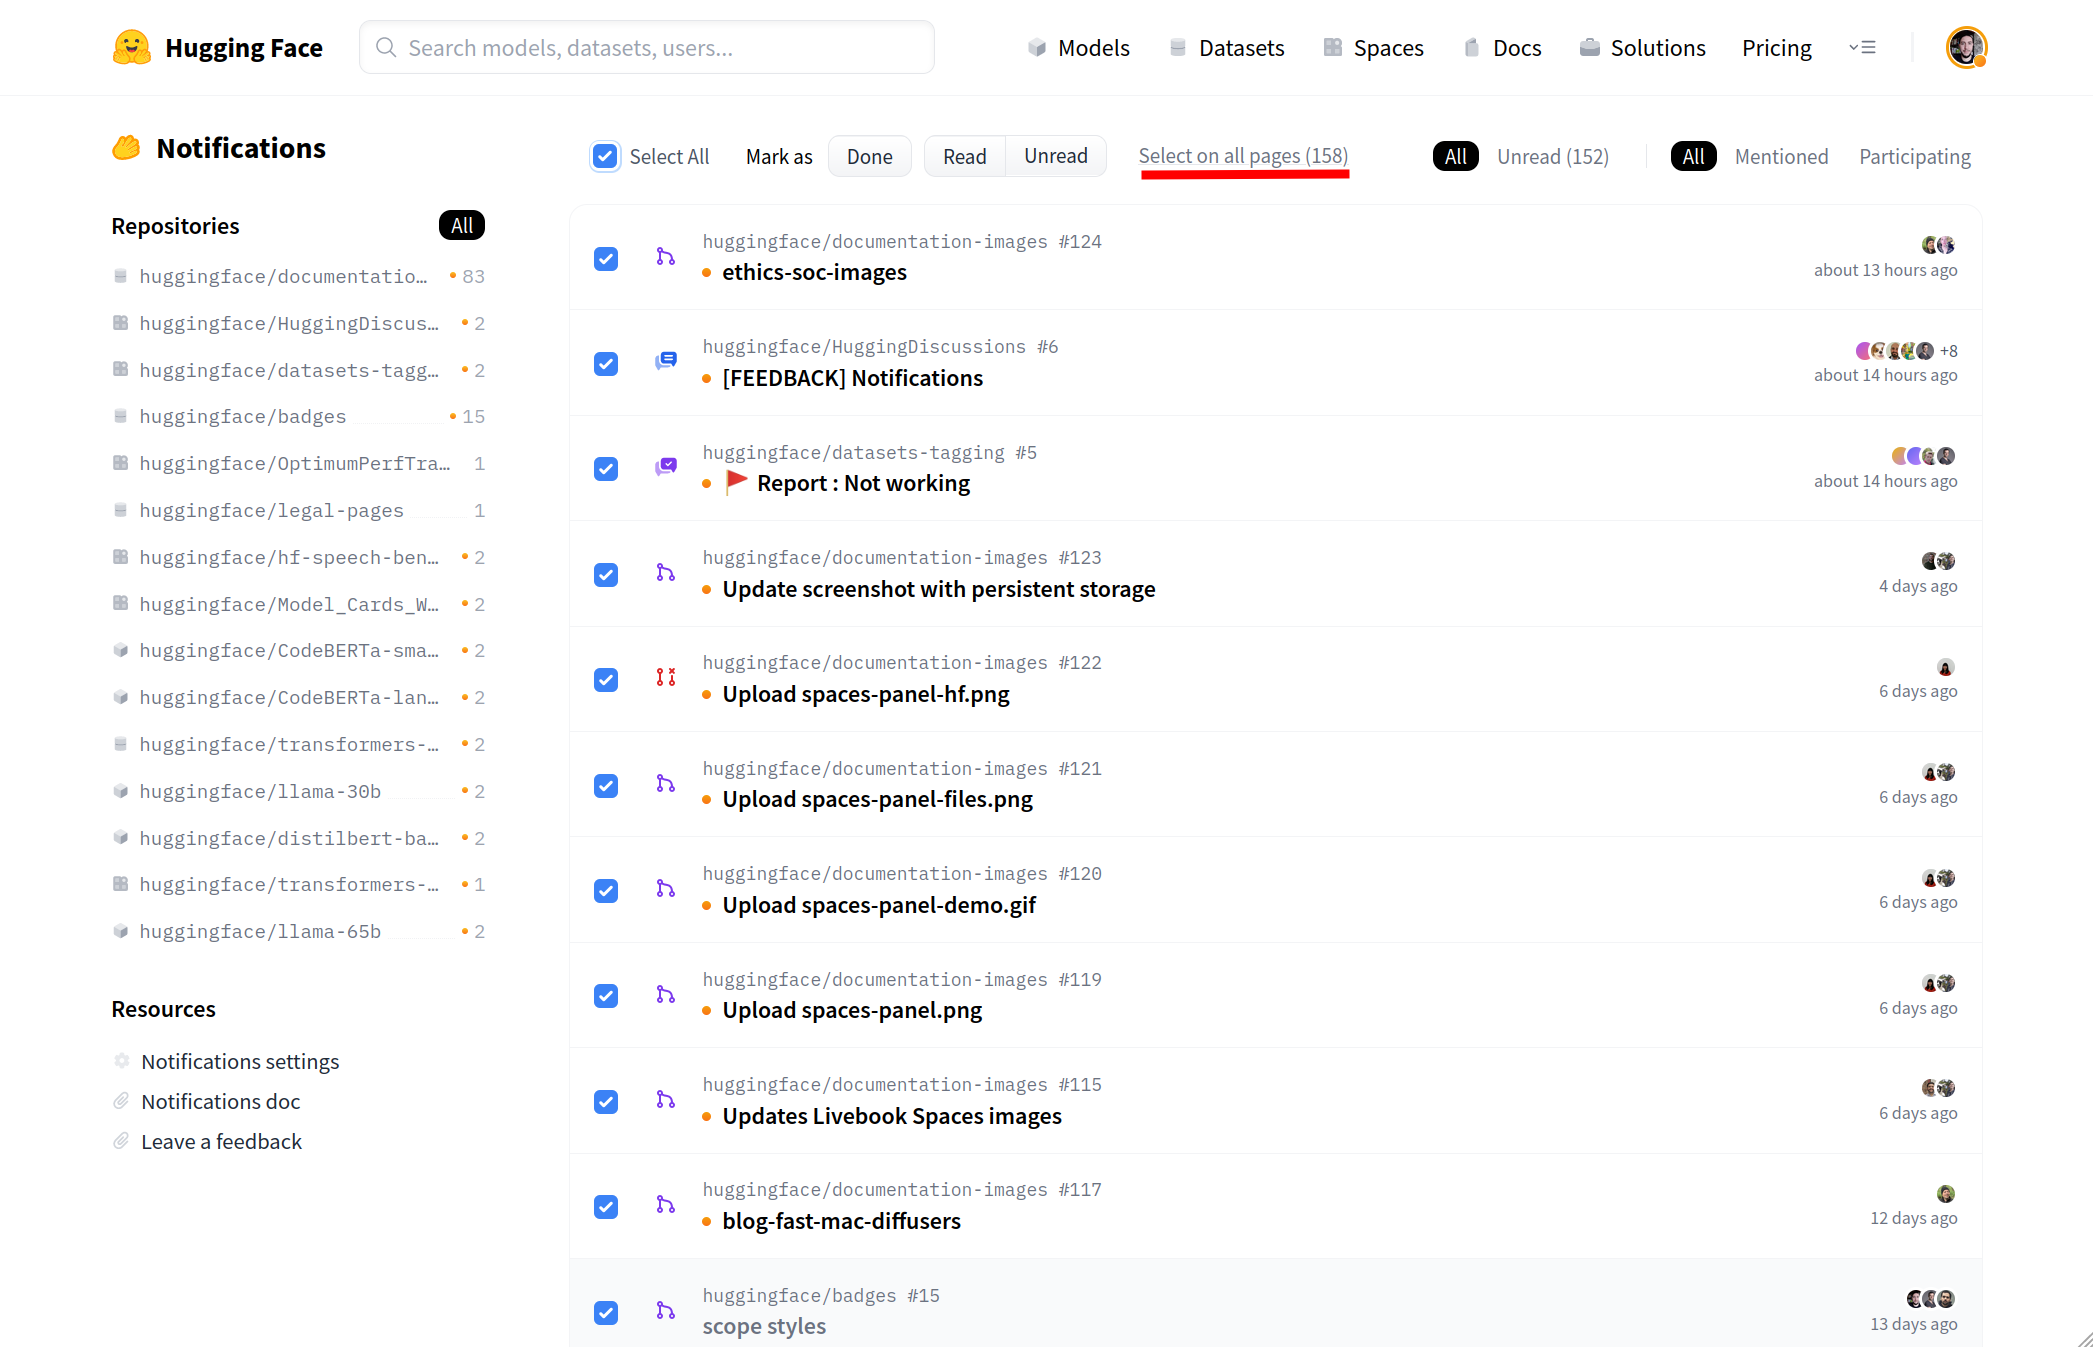 Hugging Face
Search models, datasets, users...
Models
Datasets
Spaces
Docs
Solutions
Pricing
Notifications
Select All
Mark as
Done
Read
Unread
Select on all pages (158)
All
Unread (152)
All
Mentioned
Participating
Repositories
All
huggingface/documentatio… 83
huggingface/HuggingDiscus… 2
huggingface/datasets-tagg… 2
huggingface/badges 15
huggingface/OptimumPerfTra… 1
huggingface/legal-pages 1
huggingface/hf-speech-ben… 2
huggingface/Model_Cards_W… 2
huggingface/CodeBERTa-sma… 2
huggingface/CodeBERTa-lan… 2
huggingface/transformers-… 2
huggingface/llama-30b 2
huggingface/distilbert-ba… 2
huggingface/transformers-… 1
huggingface/llama-65b 2
Resources
Notifications settings
Notifications doc
Leave a feedback
huggingface/documentation-images #124
ethics-soc-images
about 13 hours ago
huggingface/HuggingDiscussions #6
[FEEDBACK] Notifications
+8
about 14 hours ago
huggingface/datasets-tagging #5
🚩 Report : Not working
about 14 hours ago
huggingface/documentation-images #123
Update screenshot with persistent storage
4 days ago
huggingface/documentation-images #122
Upload spaces-panel-hf.png
6 days ago
huggingface/documentation-images #121
Upload spaces-panel-files.png
6 days ago
huggingface/documentation-images #120
Upload spaces-panel-demo.gif
6 days ago
huggingface/documentation-images #119
Upload spaces-panel.png
6 days ago
huggingface/documentation-images #115
Updates Livebook Spaces images
6 days ago
huggingface/documentation-images #117
blog-fast-mac-diffusers
12 days ago
huggingface/badges #15
scope styles
13 days ago